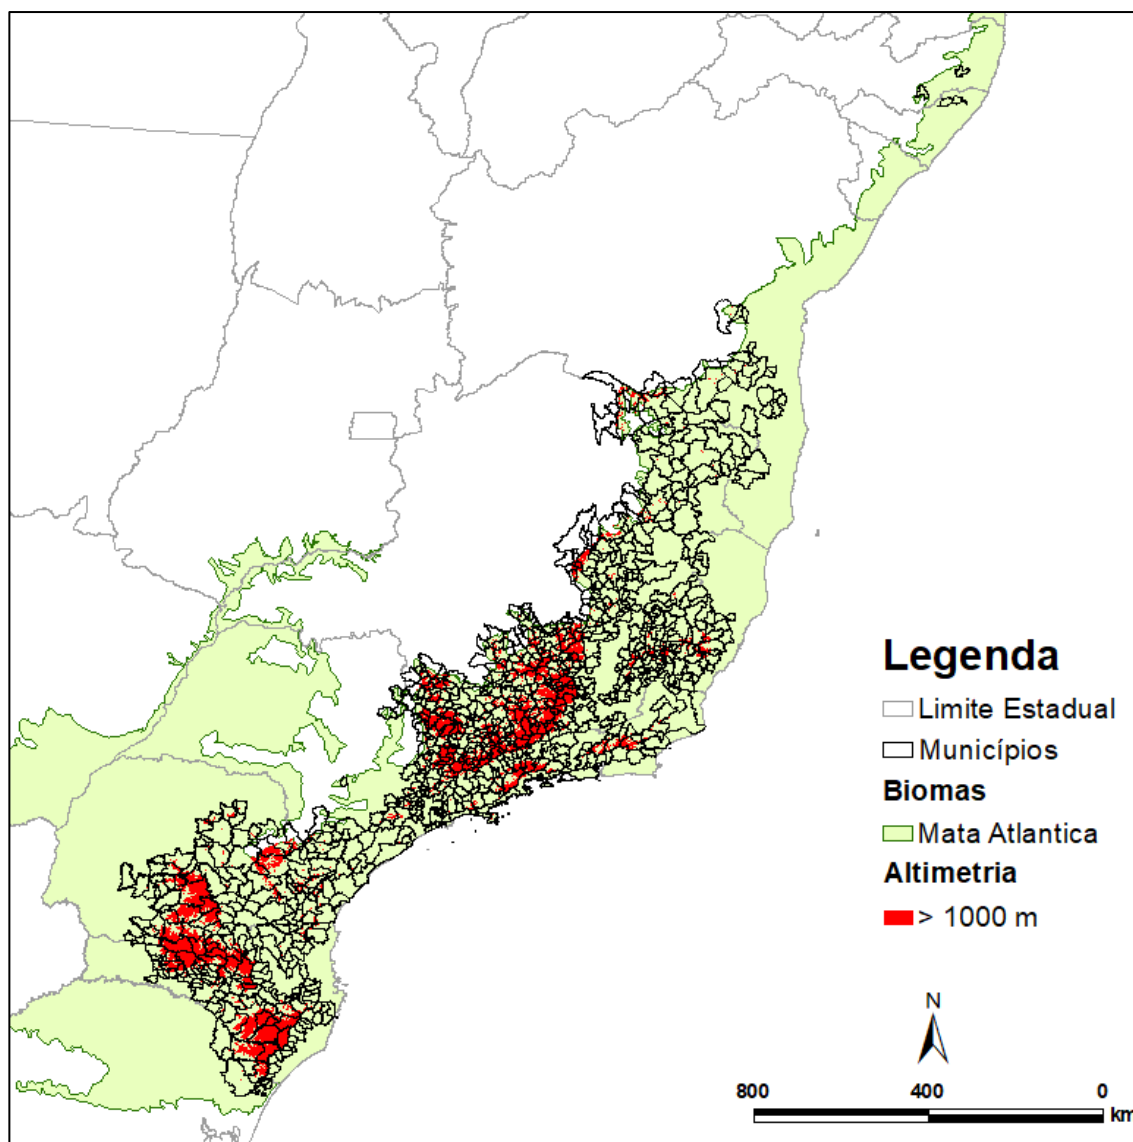 Legenda
Limite Estadual
Municípios
Biomas
Mata Atlantica
Altimetria
> 1000 m
N
800 400 0
km